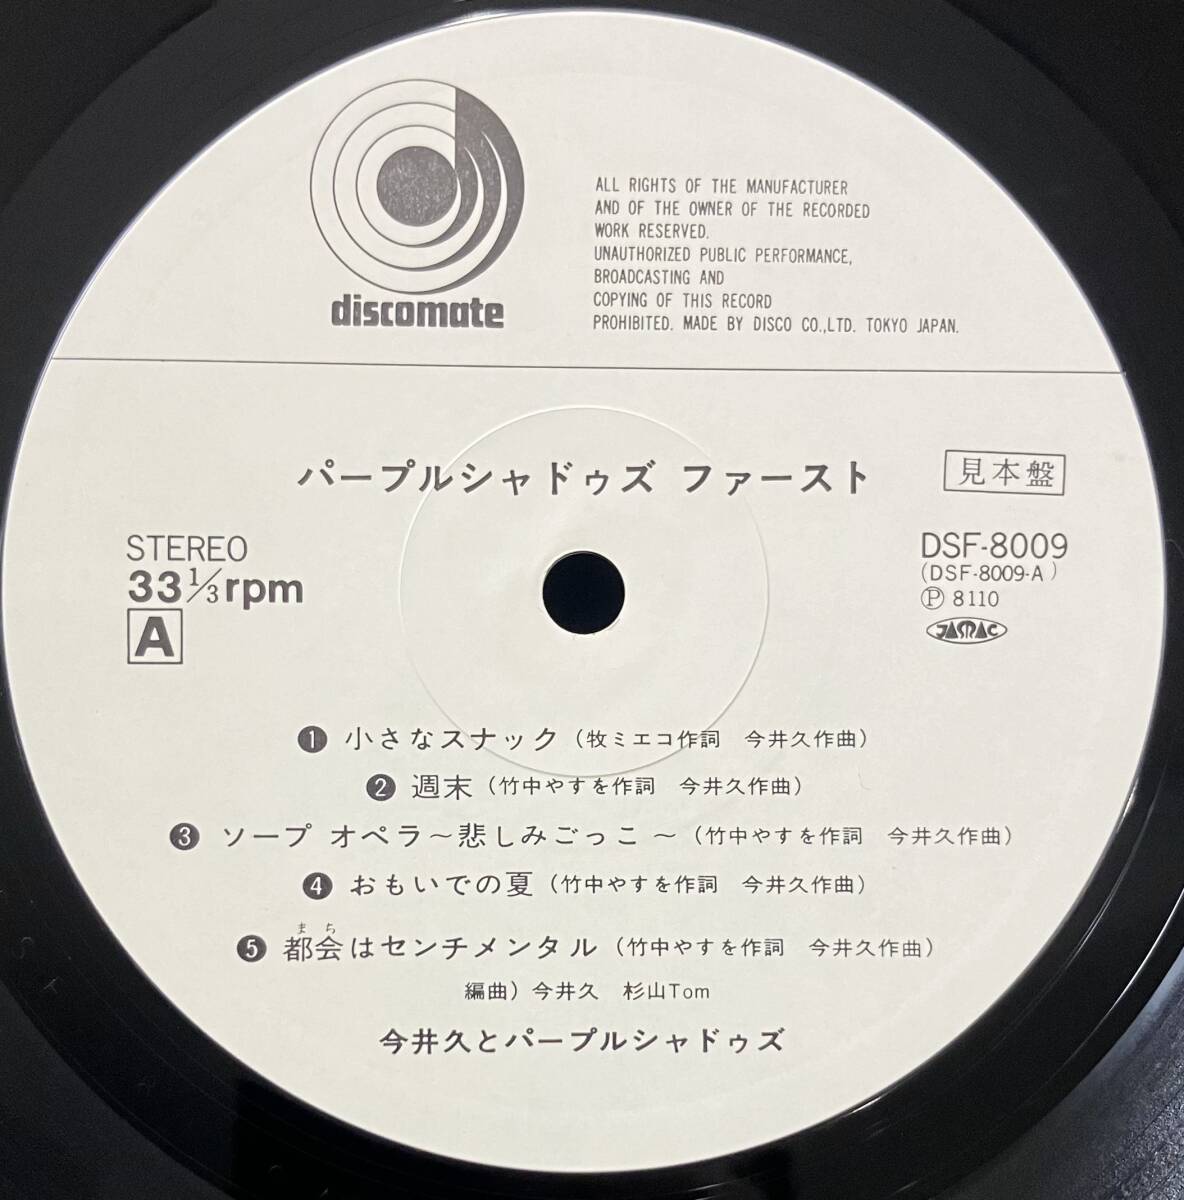 discomate
ALL RIGHTS OF THE MANUFACTURER
AND OF THE OWNER OF THE RECORDED
WORK RESERVED.
UNAUTHORIZED PUBLIC PERFORMANCE,
BROADCASTING AND
COPYING OF THIS RECORD
PROHIBITED. MADE BY DISCO CO.,LTD. TOKYO JAPAN.
パープルシャドゥズ ファースト
見本盤
STEREO
33 1/3 rpm
A
DSF-8009
(DSF-8009-A )
Ⓟ 8110
JASRAC
❶ 小さなスナック (牧ミエコ作詞 今井久作曲)
❷ 週末 (竹中やすを作詞 今井久作曲)
❸ ソープ オペラ～悲しみごっこ～ (竹中やすを作詞 今井久作曲)
❹ おもいでの夏 (竹中やすを作詞 今井久作曲)
まち
❺ 都会はセンチメンタル (竹中やすを作詞 今井久作曲)
編曲) 今井久 杉山Tom
今井久とパープルシャドゥズ